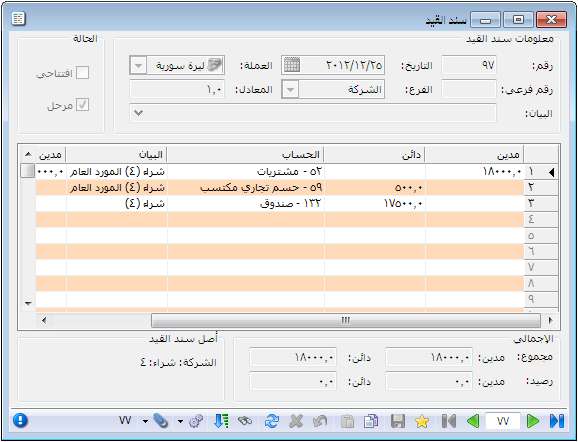 سند القيد
معلومات سند القيد
رقم: ٩٧ التاريخ: ٢٠١٢/١٢/٢٥ العملة: ليرة سورية
رقم فرعي: الفرع: الشركة المعادل: ١,٠
البيان:
الحالة
افتتاحي
مرحل
مدين دائن الحساب البيان مدين
١ ١٨٠٠٠,٠ ٥٢ - مشتريات شراء (٤) المورد العام ٠٠٠,٠
٢ ٥٠٠,٠ ٥٩ - حسم تجاري مكتسب شراء (٤) المورد العام
٣ ١٧٥٠٠,٠ ١٣٢ - صندوق شراء (٤)
٤
٥
٦
٧
٨
٩
الإجمالي
مجموع: مدين: ١٨٠٠٠,٠ دائن: ١٨٠٠٠,٠
رصيد: مدين: ٠,٠ دائن: ٠,٠
أصل سند القيد
الشركة: شراء: ٤
٧٧ ٧٧